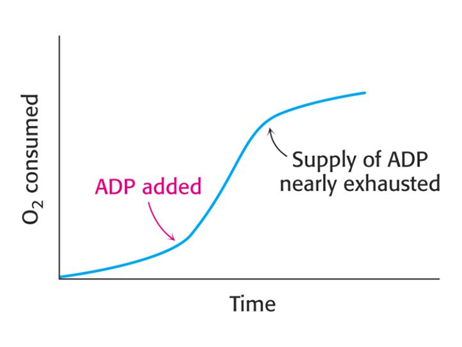 O₂ consumed
ADP added
Supply of ADP
nearly exhausted
Time